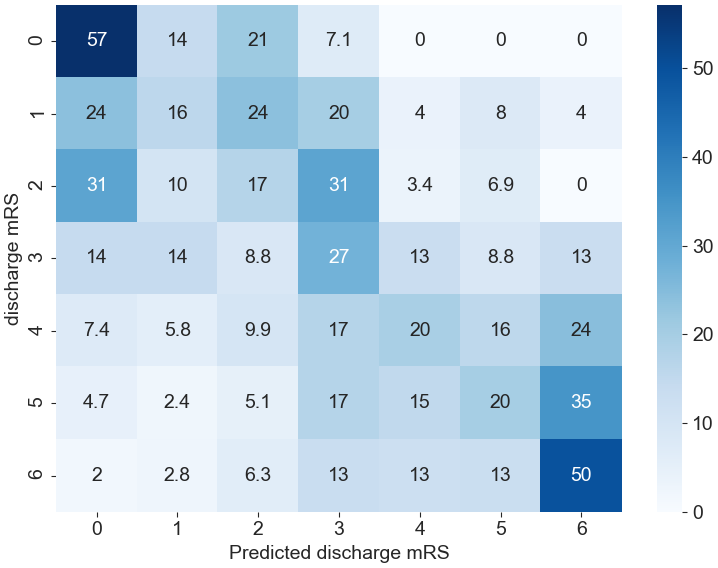 0 57 14 21 7.1 0 0 0
1 24 16 24 20 4 8 4
2 31 10 17 31 3.4 6.9 0
3 14 14 8.8 27 13 8.8 13
4 7.4 5.8 9.9 17 20 16 24
5 4.7 2.4 5.1 17 15 20 35
6 2 2.8 6.3 13 13 13 50
0 1 2 3 4 5 6
discharge mRS
Predicted discharge mRS
50
40
30
20
10
0